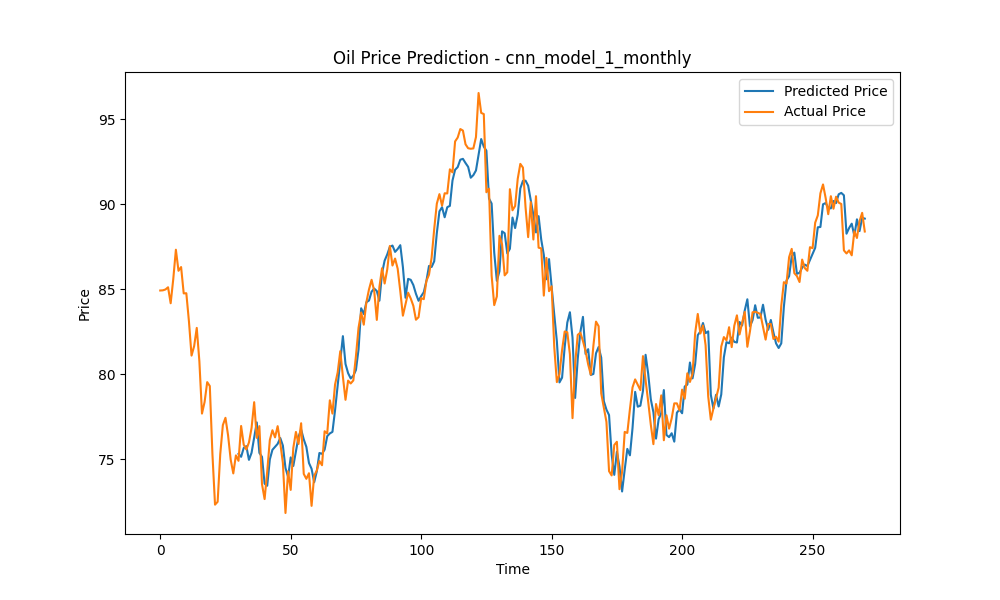 Oil Price Prediction - cnn_model_1_monthly
Predicted Price
Actual Price
Price
95
90
85
80
75
0 50 100 150 200 250
Time